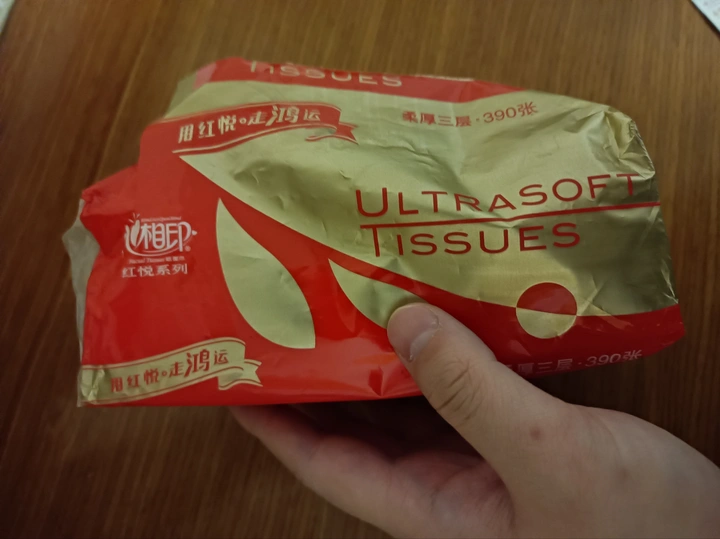 TISSUES
用红悦·走鸿运
柔厚三层·390张
ULTRASOFT
TISSUES
心相印®
红悦系列
用红悦·走鸿运
柔厚三层·390张